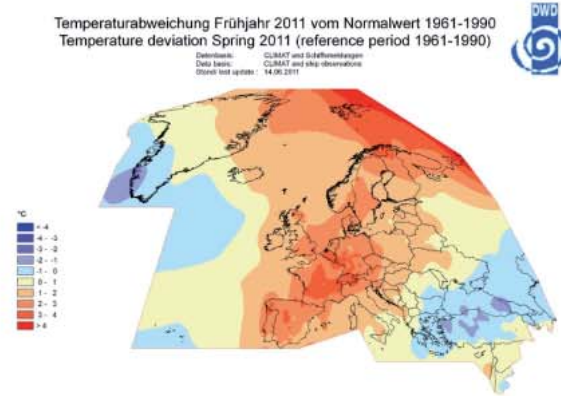 Temperaturabweichung Frühjahr 2011 vom Normalwert 1961-1990
Temperature deviation Spring 2011 (reference period 1961-1990)
Datenbasis: CLIMAT und Schiffsmeldungen
Data basis: CLIMAT and ship observations
Stand/ last update : 14.06.2011
DWD
°C
< -4
-4 - -3
-3 - -2
-2 - -1
-1 - 0
0 - 1
1 - 2
2 - 3
3 - 4
> 4